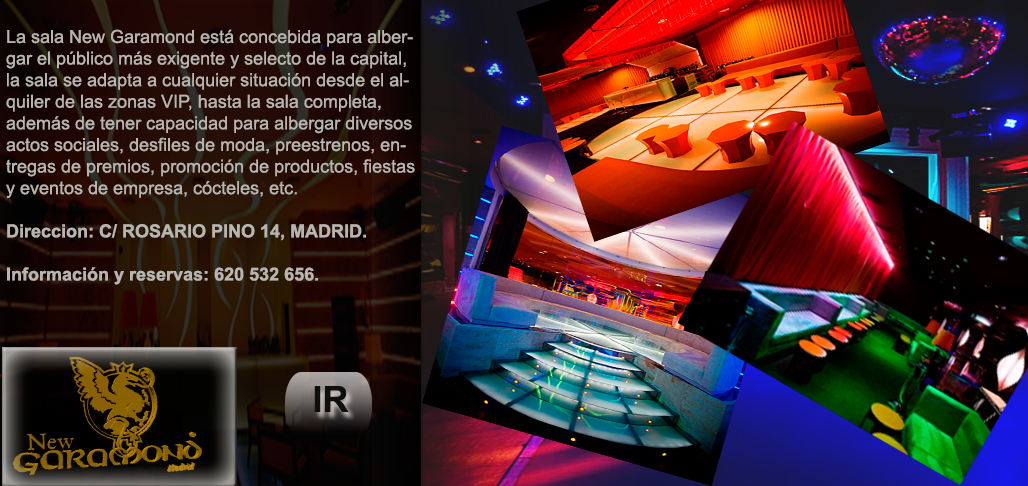 La sala New Garamond está concebida para alber-
gar el público más exigente y selecto de la capital,
la sala se adapta a cualquier situación desde el al-
quiler de las zonas VIP, hasta la sala completa,
además de tener capacidad para albergar diversos
actos sociales, desfiles de moda, preestrenos, en-
tregas de premios, promoción de productos, fiestas
y eventos de empresa, cócteles, etc.
Direccion: C/ ROSARIO PINO 14, MADRID.
Información y reservas: 620 532 656.
IR
New
GARAMOND
Madrid